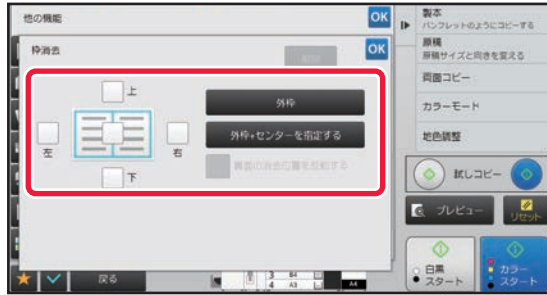 他の機能
OK
枠消去
OK
上
左
右
下
外枠
外枠+センターを指定する
裏面の消去位置を反転する
戻る
3 B4
4 A3
A4
製本
パンフレットのようにコピーする
原稿
原稿サイズと向きを変える
両面コピー
カラーモード
地色調整
試しコピー
プレビュー
リセット
白黒
スタート
カラー
スタート